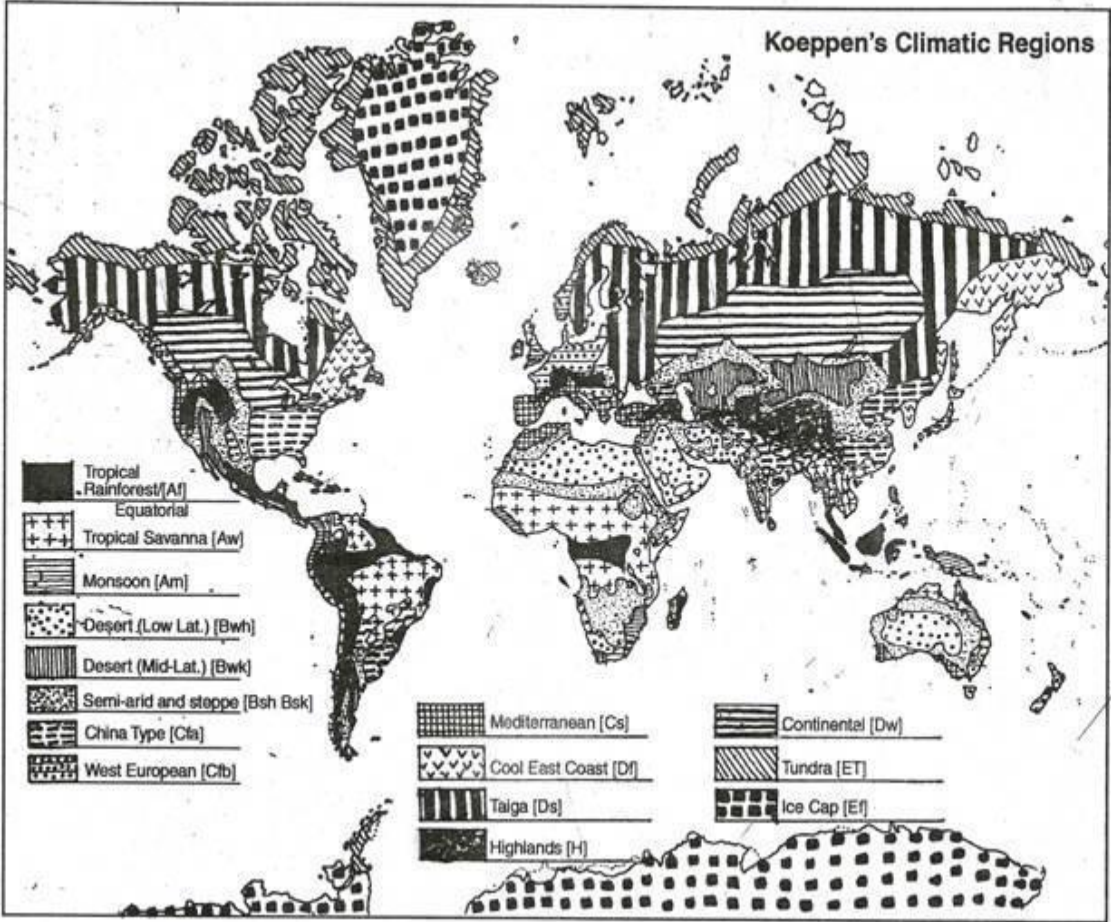 Koeppen's Climatic Regions
Tropical
Rainforest/[Af]
Equatorial
Tropical Savanna [Aw]
Monsoon [Am]
Desert (Low Lat.) [Bwh]
Desert (Mid-Lat.) [Bwk]
Semi-arid and steppe [Bsh Bsk]
China Type [Cfa]
West European [Cfb]
Mediterranean [Cs]
Cool East Coast [Df]
Taiga [Ds]
Highlands [H]
Continental [Dw]
Tundra [ET]
Ice Cap [Ef]